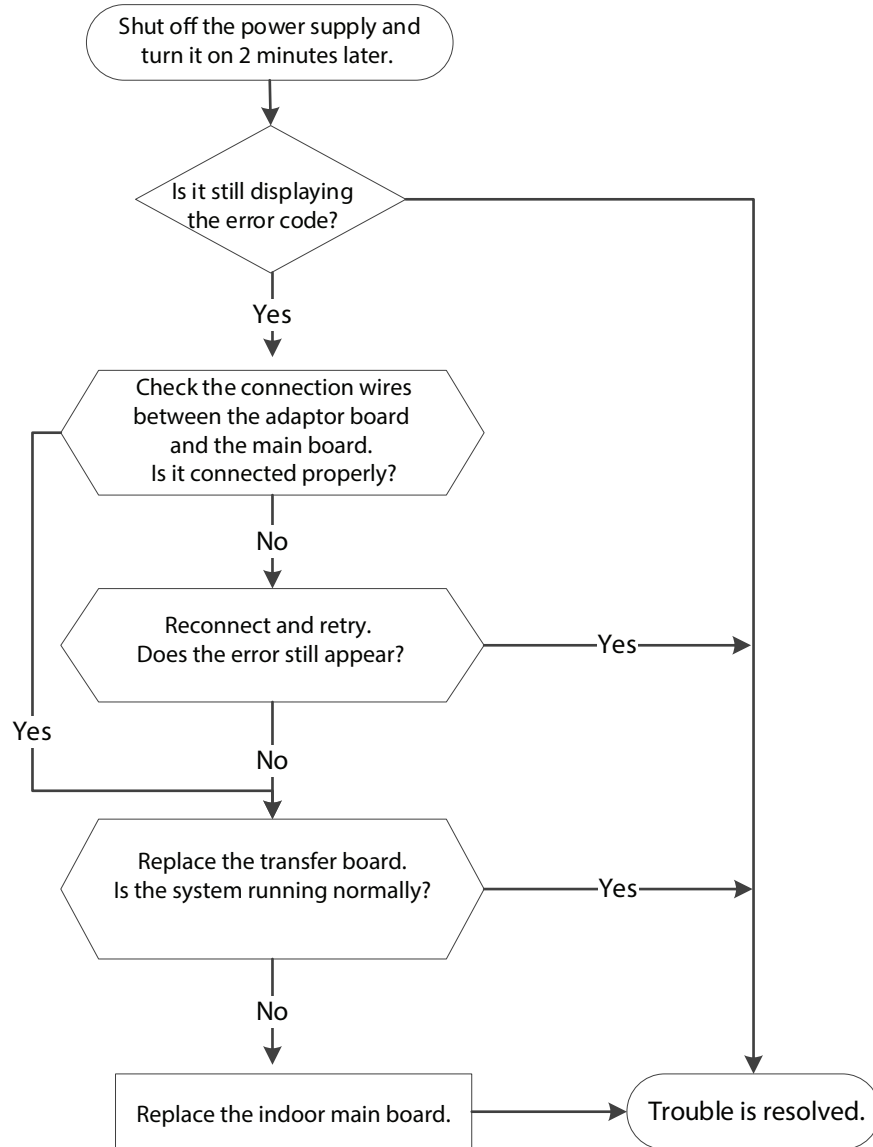 Shut off the power supply and
turn it on 2 minutes later.
Is it still displaying
the error code?
Yes
Check the connection wires
between the adaptor board
and the main board.
Is it connected properly?
No
Reconnect and retry.
Does the error still appear?
Yes
Yes
No
Replace the transfer board.
Is the system running normally?
Yes
No
Replace the indoor main board.
Trouble is resolved.